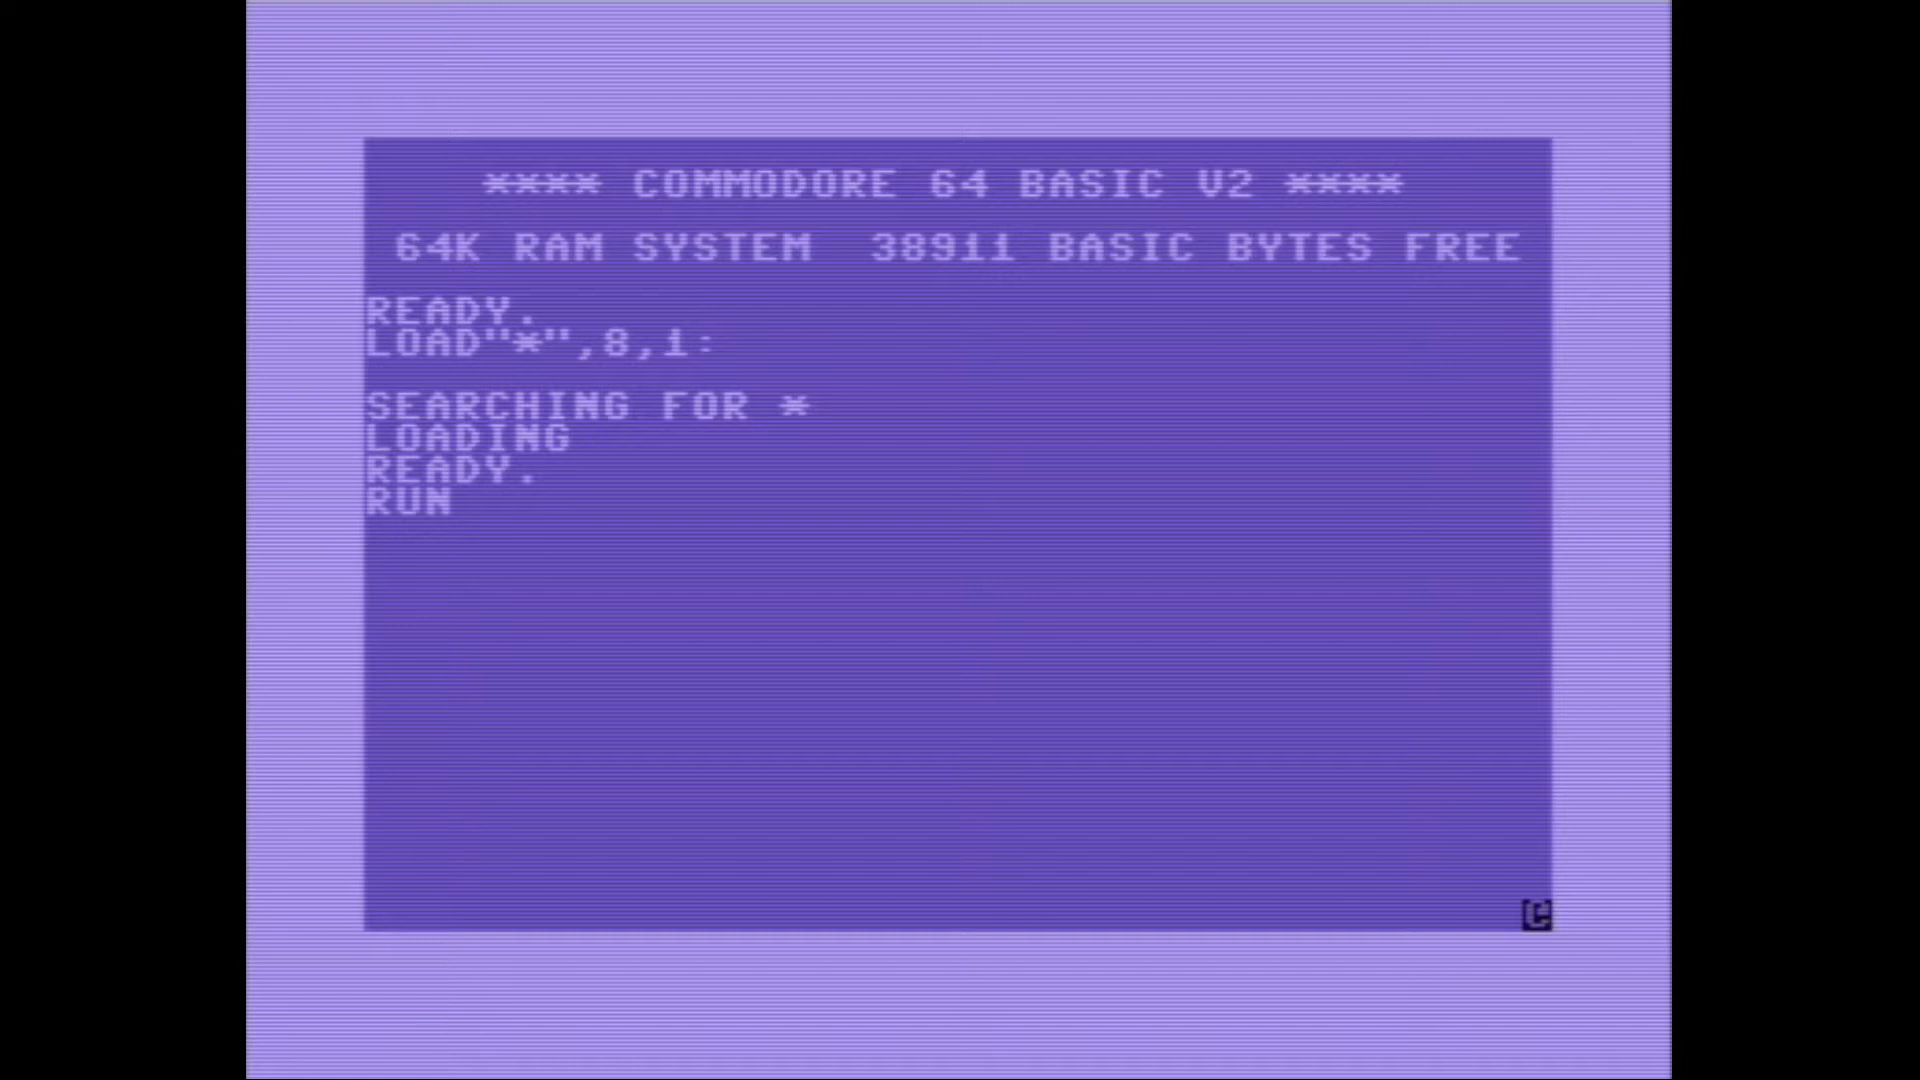 **** COMMODORE 64 BASIC V2 ****
64K RAM SYSTEM  38911 BASIC BYTES FREE
READY.
LOAD"*",8,1:
SEARCHING FOR *
LOADING
READY.
RUN